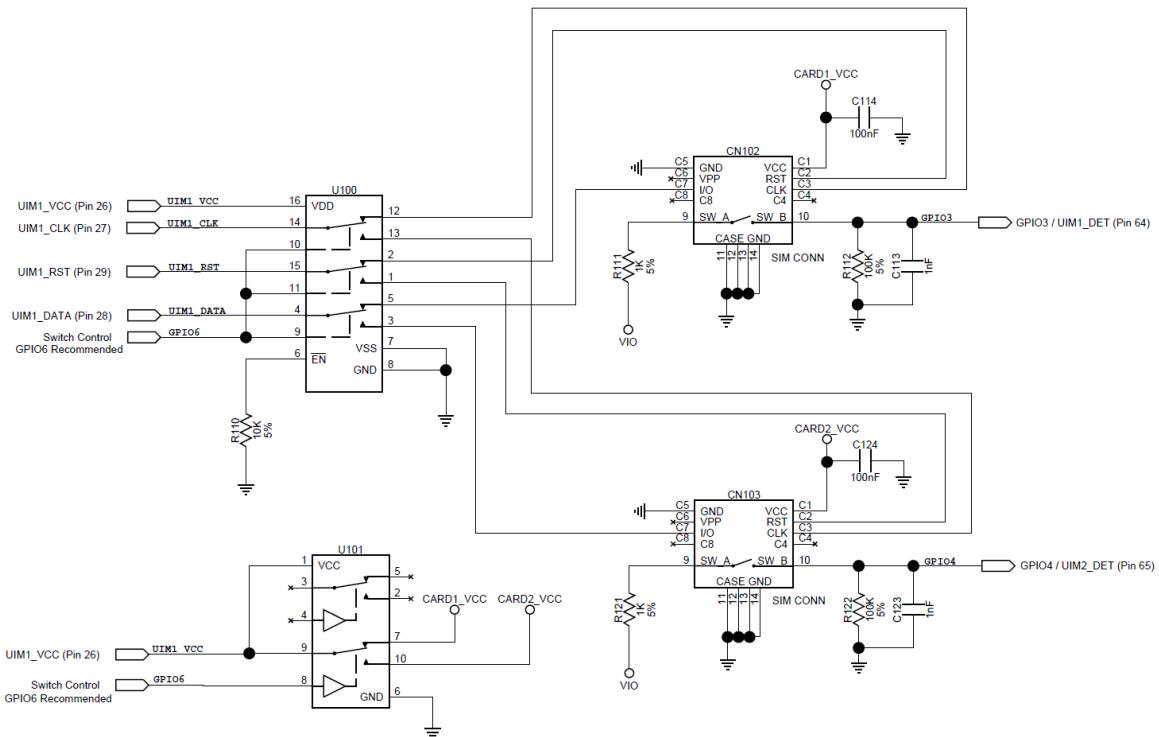 CARD1_VCC
C114
100nF
CN102
C5 GND VCC C1
C6 VPP RST C2
C7 I/O CLK C3
C8 C8 C4 C4
9 SW_A SW_B 10
CASE GND
11 12 13 14
SIM CONN
GPIO3
GPIO3 / UIM1_DET (Pin 64)
R111
1K
5%
VIO
R112
100K
5%
C113
1nF
U100
UIM1_VCC (Pin 26) UIM1_VCC 16 VDD
12
UIM1_CLK (Pin 27) UIM1_CLK 14
13
10
2
UIM1_RST (Pin 29) UIM1_RST 15
1
11
5
UIM1_DATA (Pin 28) UIM1_DATA 4
3
Switch Control GPIO6 9
GPIO6 Recommended
VSS 7
6 EN
GND 8
R110
10K
5%
CARD2_VCC
C124
100nF
CN103
C5 GND VCC C1
C6 VPP RST C2
C7 I/O CLK C3
C8 C8 C4 C4
9 SW_A SW_B 10
CASE GND
11 12 13 14
SIM CONN
GPIO4
GPIO4 / UIM2_DET (Pin 65)
R121
1K
5%
VIO
R122
100K
5%
C123
1nF
U101
1 VCC
5
3
2
4
CARD1_VCC CARD2_VCC
7
UIM1_VCC (Pin 26) UIM1_VCC 9
10
Switch Control GPIO6 8
GPIO6 Recommended
GND 6